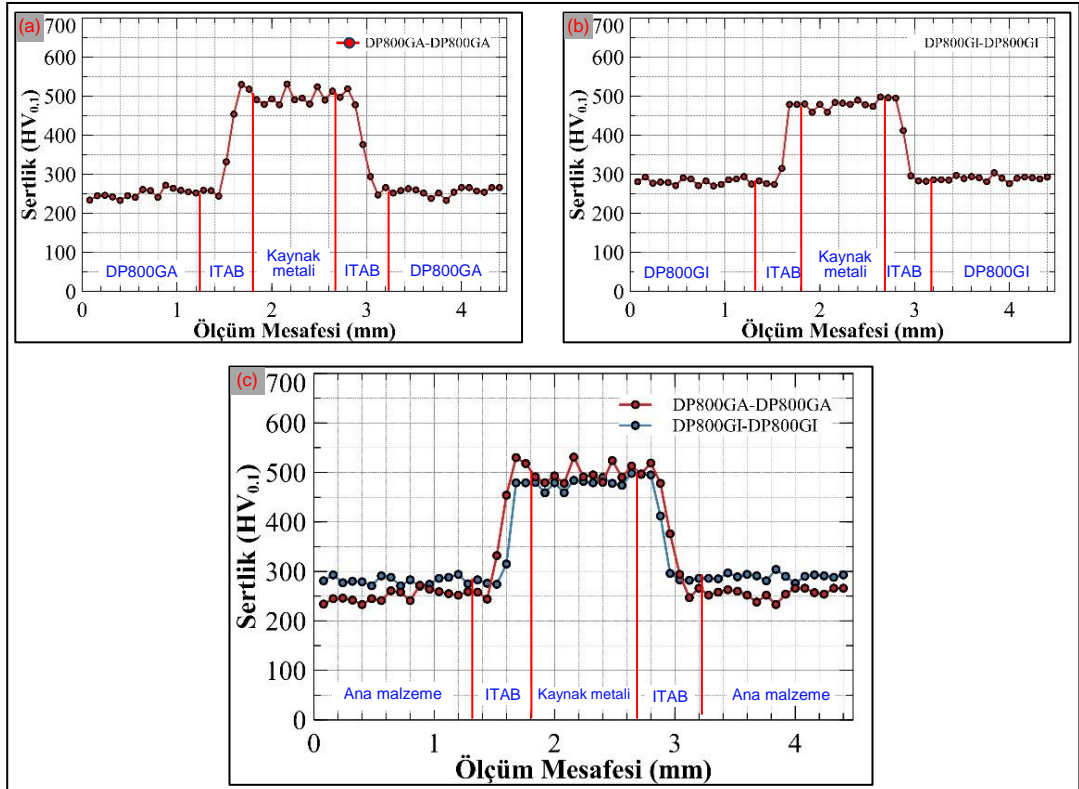 (a)
DP800GA-DP800GA
700
600
500
400
300
200
100
0
Sertlik (HV0.1)
DP800GA
ITAB
Kaynak
metali
ITAB
DP800GA
0 1 2 3 4
Ölçüm Mesafesi (mm)
(b)
DP800GI-DP800GI
700
600
500
400
300
200
100
0
Sertlik (HV0.1)
DP800GI
ITAB
Kaynak
metali
ITAB
DP800GI
0 1 2 3 4
Ölçüm Mesafesi (mm)
(c)
DP800GA-DP800GA
DP800GI-DP800GI
700
600
500
400
300
200
100
0
Sertlik (HV0.1)
Ana malzeme
ITAB
Kaynak metali
ITAB
Ana malzeme
0 1 2 3 4
Ölçüm Mesafesi (mm)